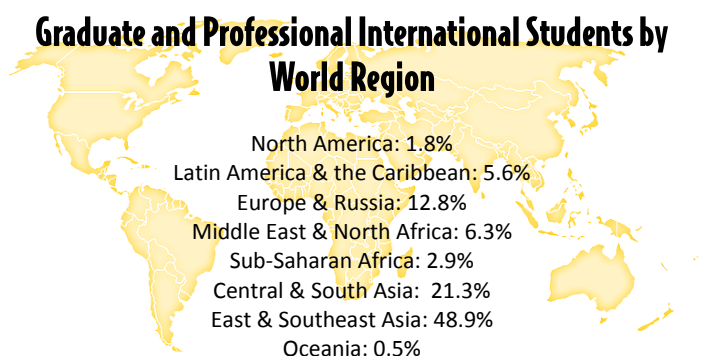 Graduate and Professional International Students by
World Region
North America: 1.8%
Latin America & the Caribbean: 5.6%
Europe & Russia: 12.8%
Middle East & North Africa: 6.3%
Sub-Saharan Africa: 2.9%
Central & South Asia:  21.3%
East & Southeast Asia: 48.9%
Oceania: 0.5%